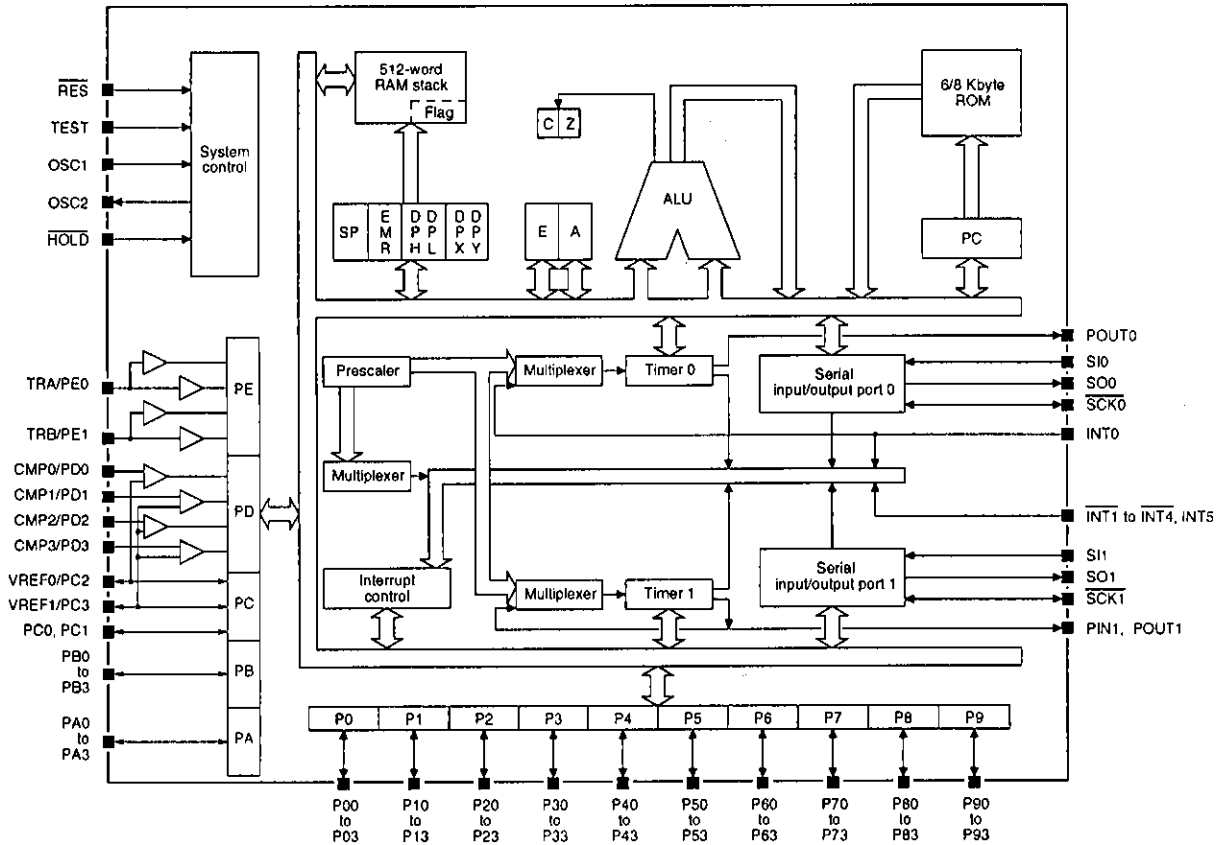 RES
TEST
OSC1
OSC2
HOLD
System
control
512-word
RAM stack
Flag
C Z
6/8 Kbyte
ROM
SP
EMR
DPH
DPL
DPX
DPY
E A
ALU
PC
TRA/PE0
TRB/PE1
PE
CMP0/PD0
CMP1/PD1
CMP2/PD2
CMP3/PD3
PD
VREF0/PC2
VREF1/PC3
PC0, PC1
PC
PB0
to
PB3
PB
PA0
to
PA3
PA
Prescaler
Multiplexer
Timer 0
Serial
input/output port 0
Multiplexer
Interrupt
control
Multiplexer
Timer 1
Serial
input/output port 1
POUT0
SI0
SO0
SCK0
INT0
INT1 to INT4, INT5
SI1
SO1
SCK1
PIN1, POUT1
P0 P1 P2 P3 P4 P5 P6 P7 P8 P9
P00 P10 P20 P30 P40 P50 P60 P70 P80 P90
to to to to to to to to to to
P03 P13 P23 P33 P43 P53 P63 P73 P83 P93